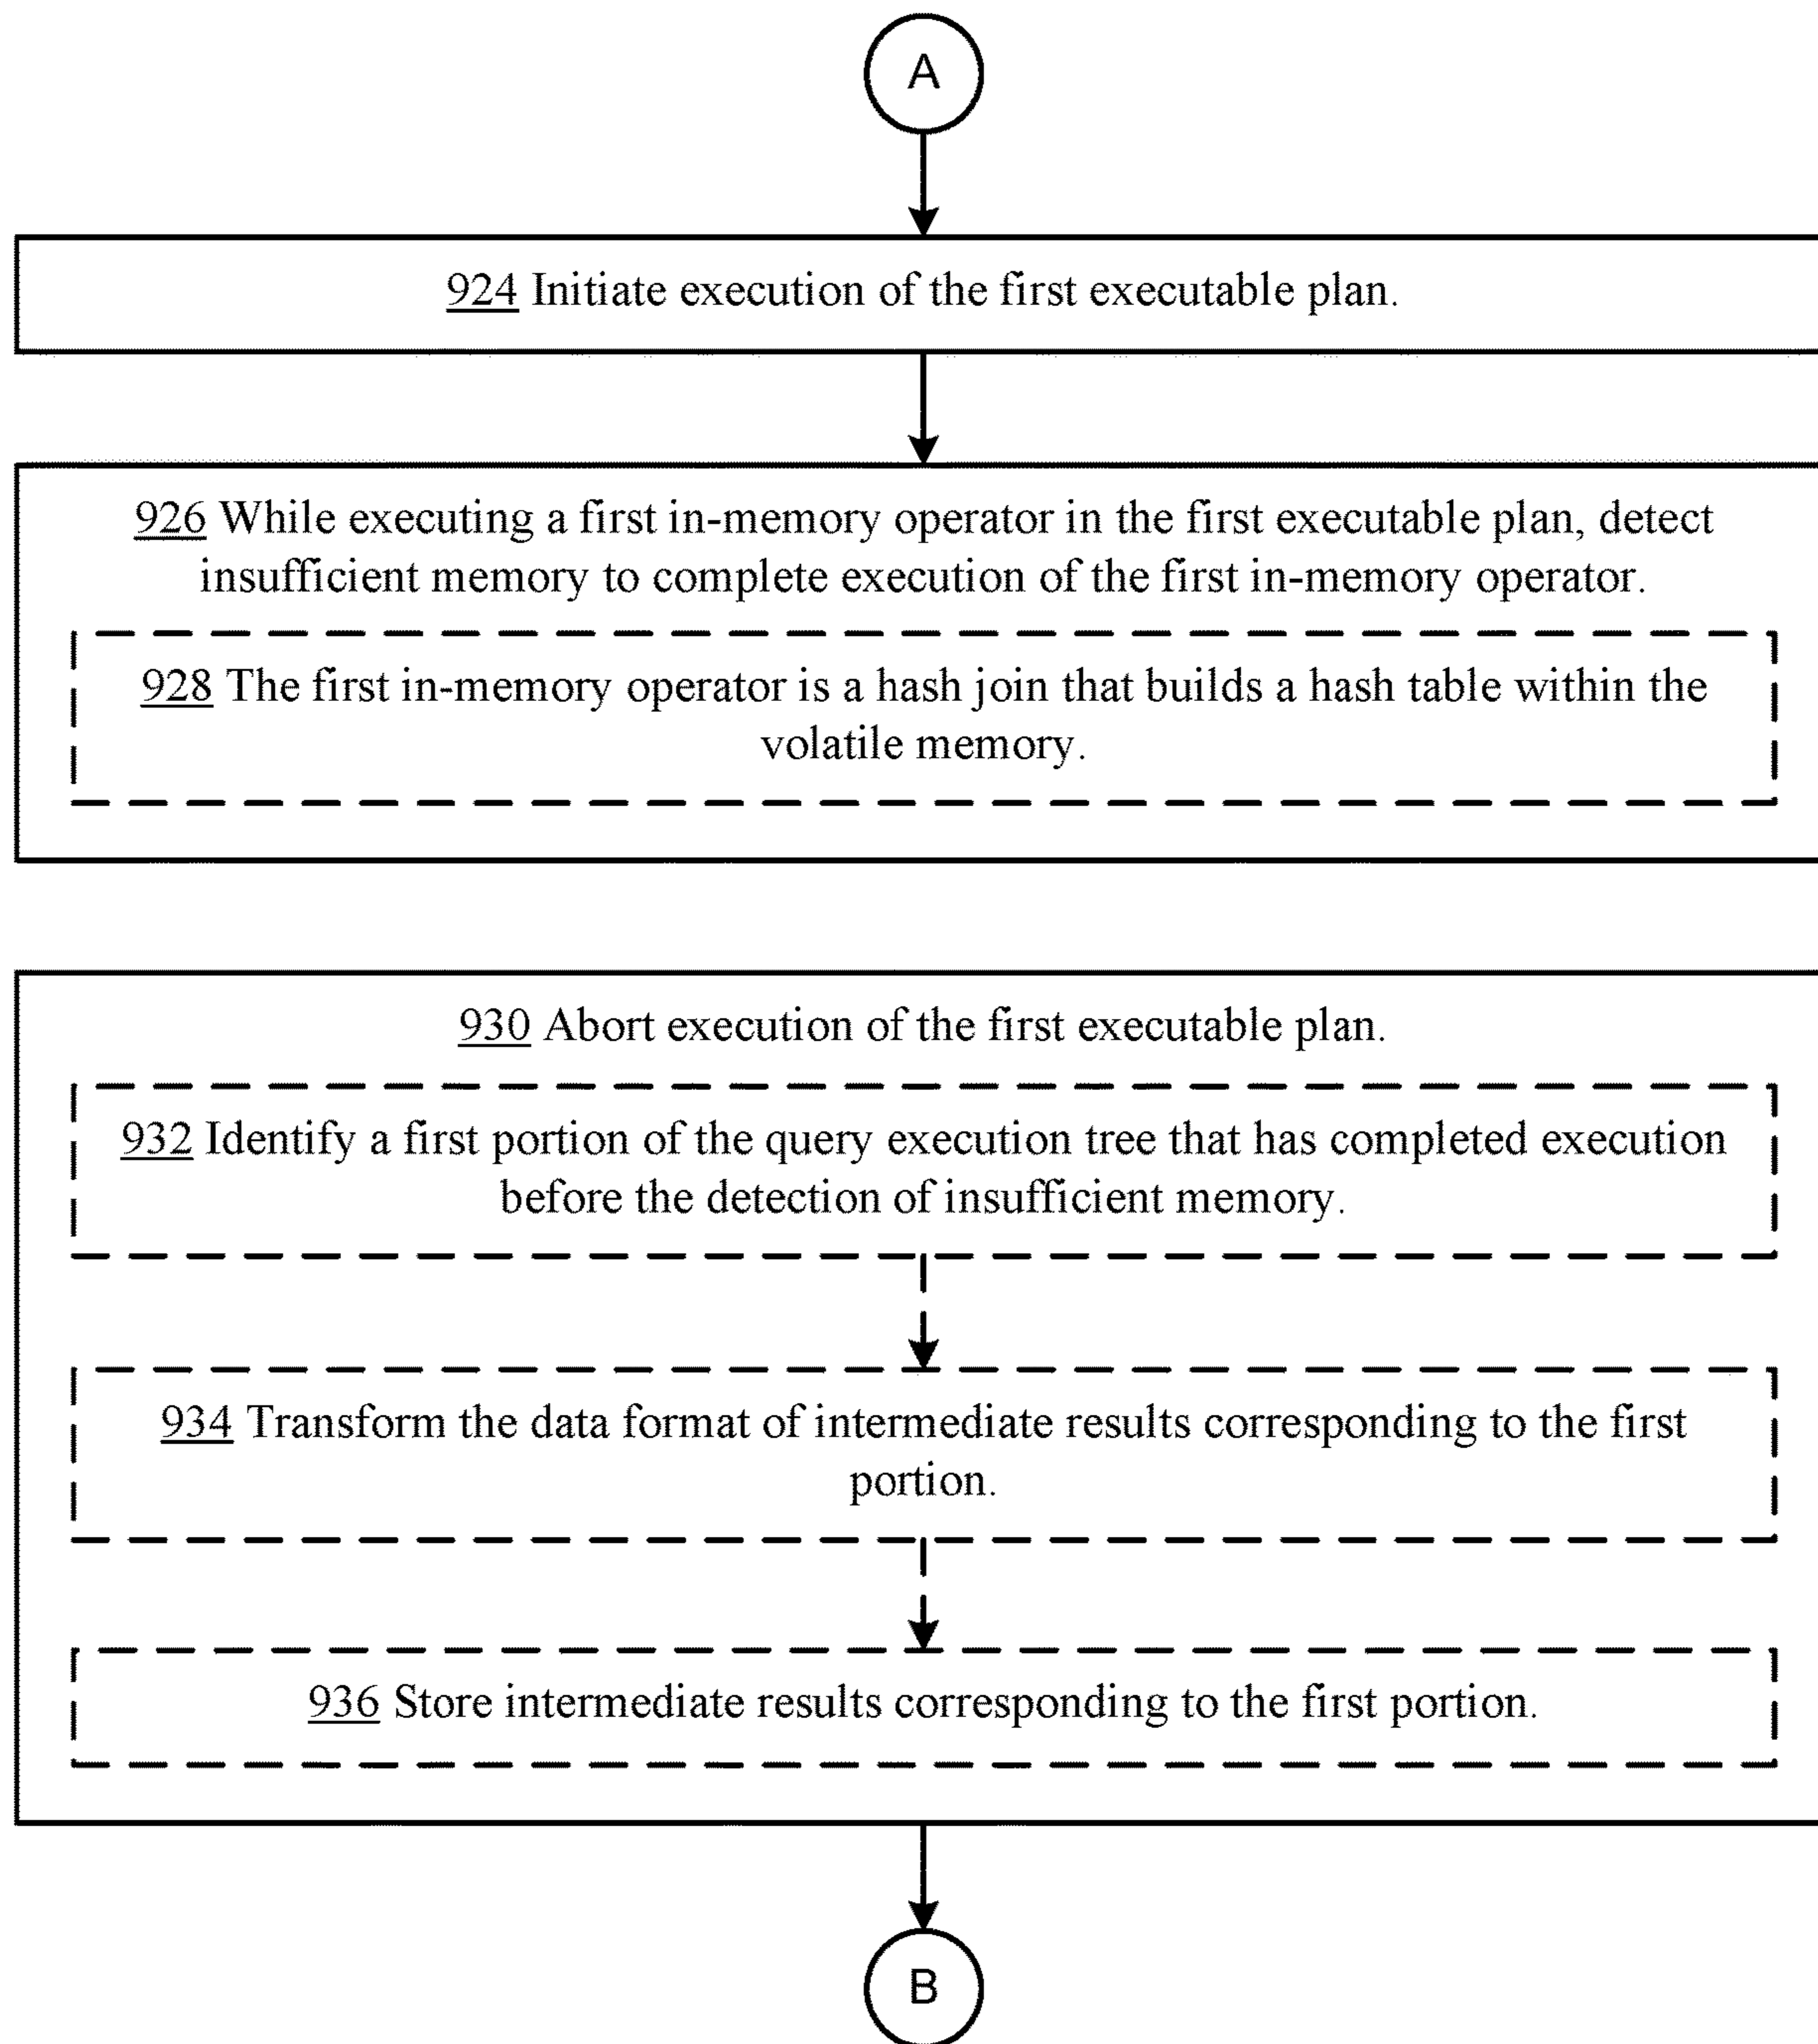 A
924 Initiate execution of the first executable plan.
926 While executing a first in-memory operator in the first executable plan, detect
insufficient memory to complete execution of the first in-memory operator.
928 The first in-memory operator is a hash join that builds a hash table within the
volatile memory.
930 Abort execution of the first executable plan.
932 Identify a first portion of the query execution tree that has completed execution
before the detection of insufficient memory.
934 Transform the data format of intermediate results corresponding to the first
portion.
936 Store intermediate results corresponding to the first portion.
B